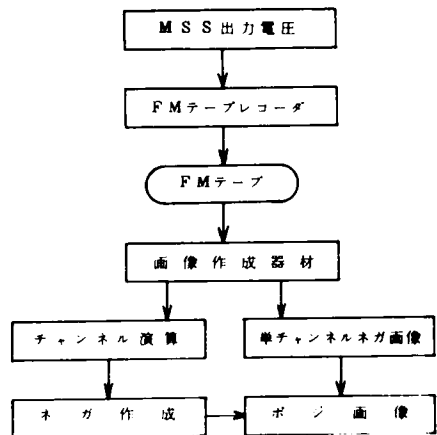 MSS出力電圧
FMテープレコーダ
FMテープ
画像作成器材
チャンネル演算
単チャンネルネガ画像
ネガ作成
ポジ画像